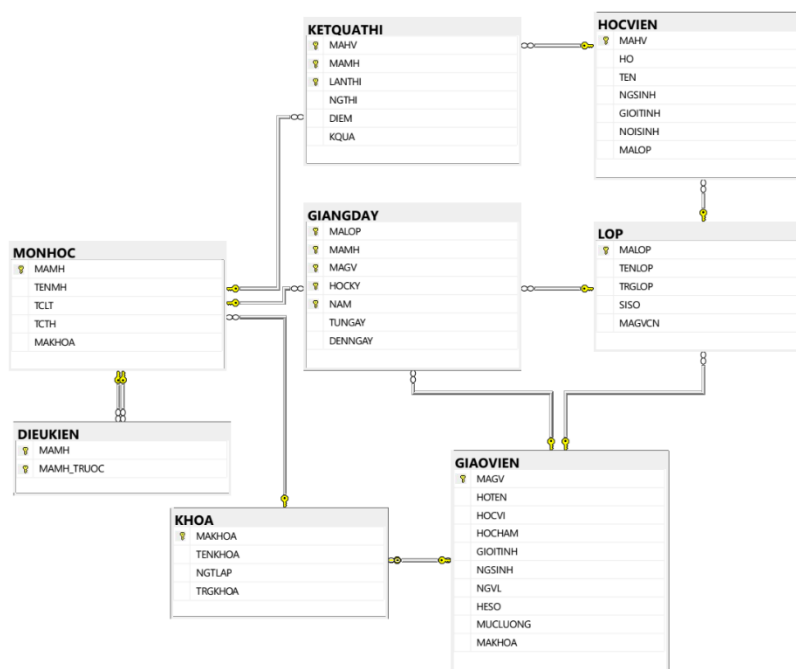 KETQUATHI
MAHV
MAMH
LANTHI
NGTHI
DIEM
KQUA
HOCVIEN
MAHV
HO
TEN
NGSINH
GIOITINH
NOISINH
MALOP
GIANGDAY
MALOP
MAMH
MAGV
HOCKY
NAM
TUNGAY
DENNGAY
LOP
MALOP
TENLOP
TRGLOP
SISO
MAGVCN
MONHOC
MAMH
TENMH
TCLT
TCTH
MAKHOA
DIEUKIEN
MAMH
MAMH_TRUOC
KHOA
MAKHOA
TENKHOA
NGTLAP
TRGKHOA
GIAOVIEN
MAGV
HOTEN
HOCVI
HOCHAM
GIOITINH
NGSINH
NGVL
HESO
MUCLUONG
MAKHOA